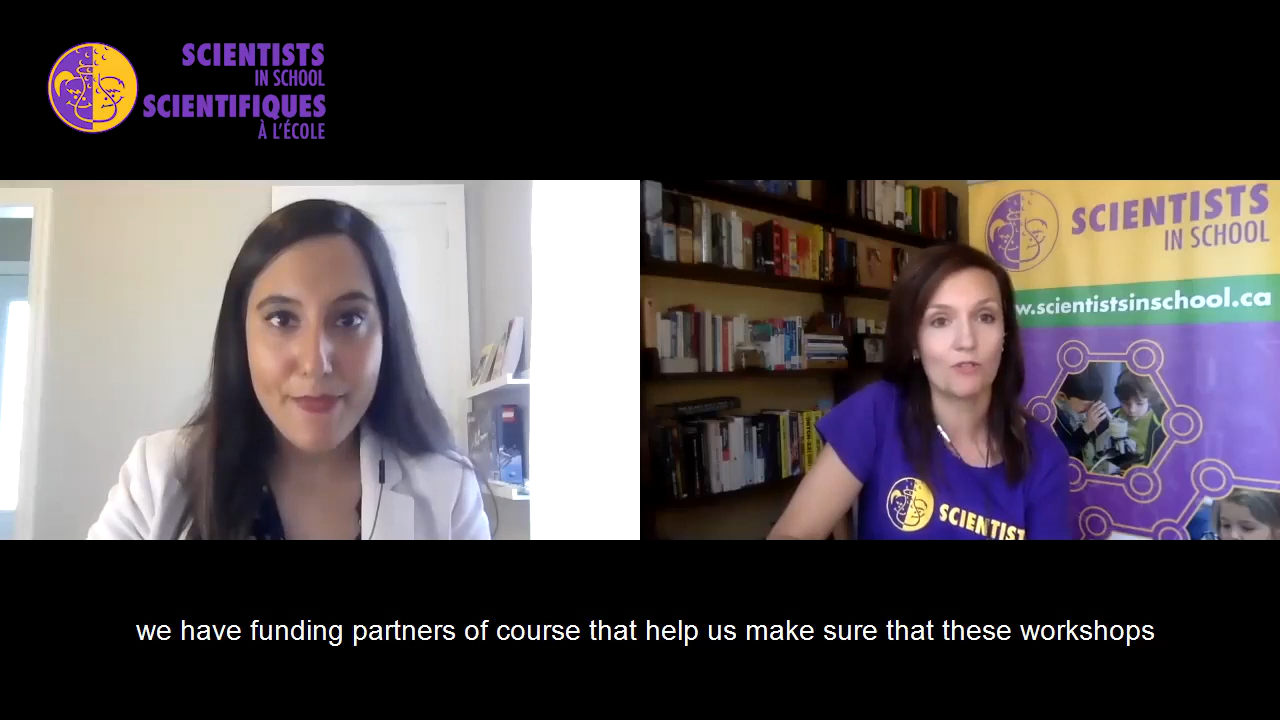 SCIENTISTS
IN SCHOOL
SCIENTIFIQUES
À L'ÉCOLE
SCIENTISTS
IN SCHOOL
w.scientistsinschool.ca
SCIENTIST
we have funding partners of course that help us make sure that these workshops